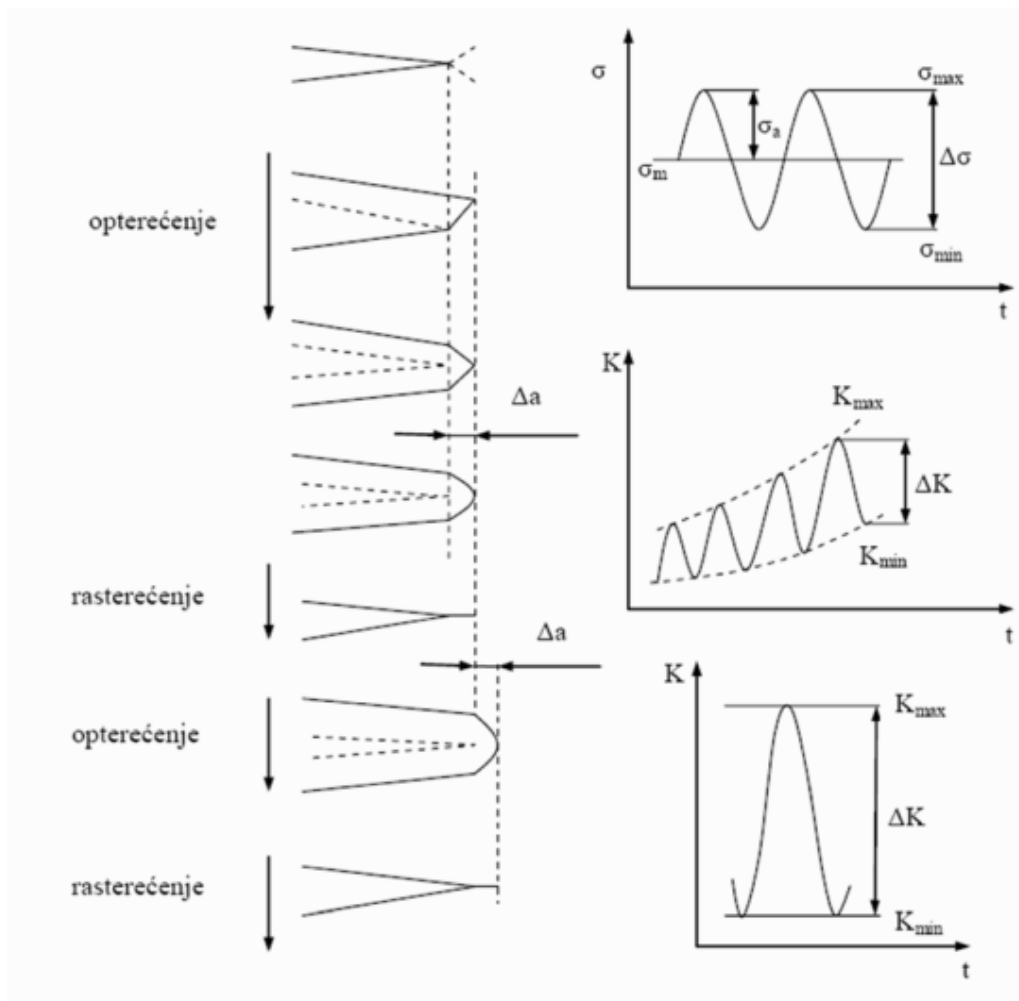 opterećenje
Δa
rasterećenje
Δa
opterećenje
rasterećenje
σ
σmax
σa
σm
Δσ
σmin
t
K
Kmax
ΔK
Kmin
t
K
Kmax
ΔK
Kmin
t